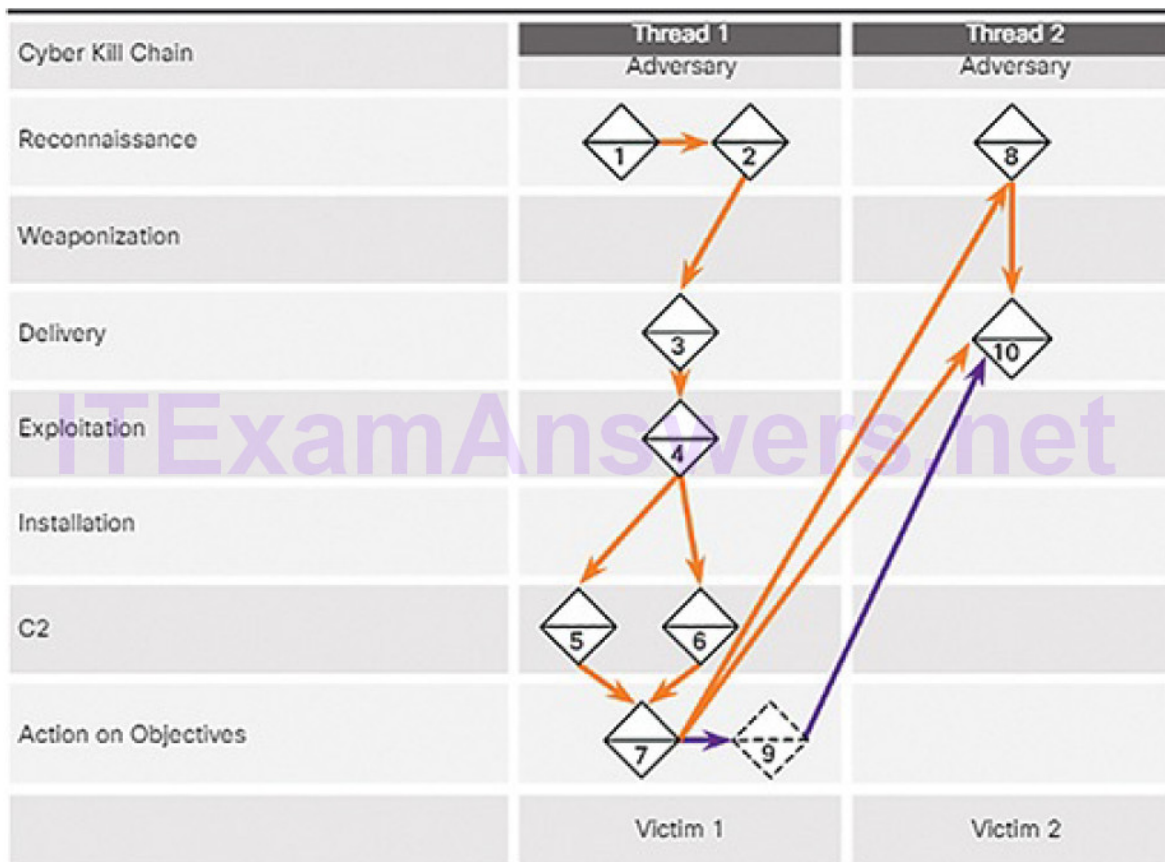 Cyber Kill Chain
Thread 1
Thread 2
Adversary
Adversary
Reconnaissance
1
2
8
Weaponization
Delivery
3
10
Exploitation
4
ITExamAnswers.net
Installation
C2
5
6
Action on Objectives
7
9
Victim 1
Victim 2